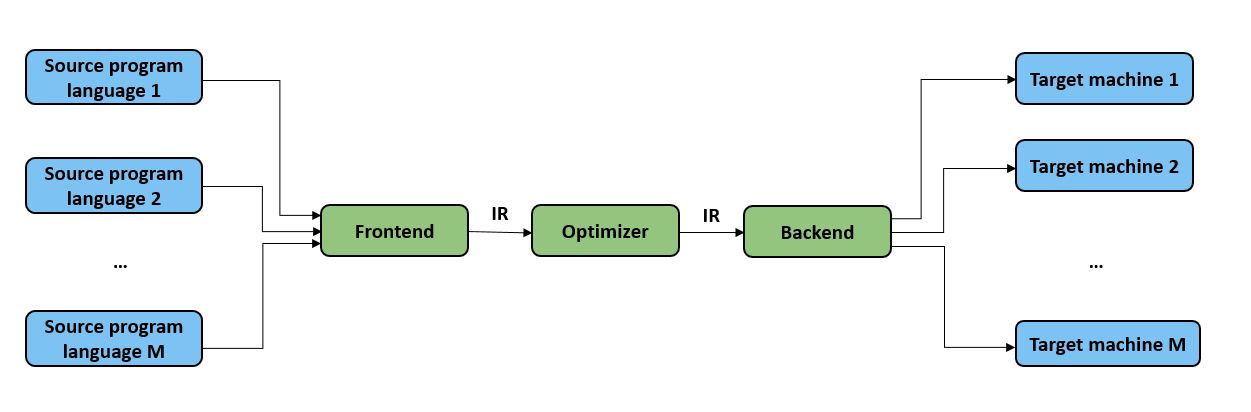 Source program
language 1
Source program
language 2
...
Source program
language M
Frontend
IR
Optimizer
IR
Backend
Target machine 1
Target machine 2
...
Target machine M